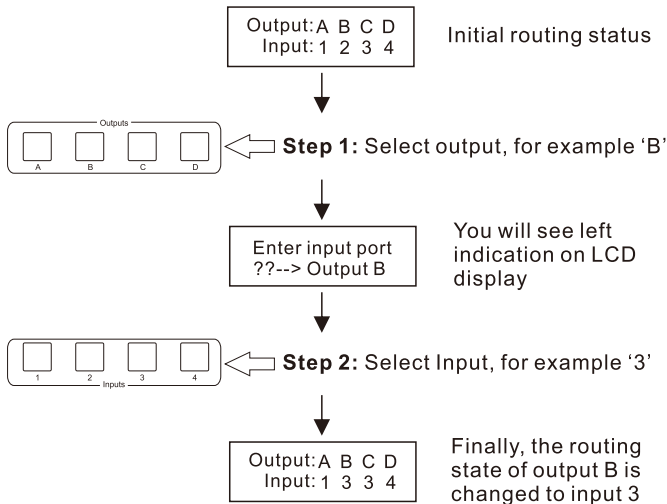 Output: A B C D
Input: 1 2 3 4
Initial routing status
Outputs
A B C D
Step 1: Select output, for example ‘B’
Enter input port
??--> Output B
You will see left
indication on LCD
display
1 2 3 4
Inputs
Step 2: Select Input, for example ‘3’
Output: A B C D
Input: 1 3 3 4
Finally, the routing
state of output B is
changed to input 3